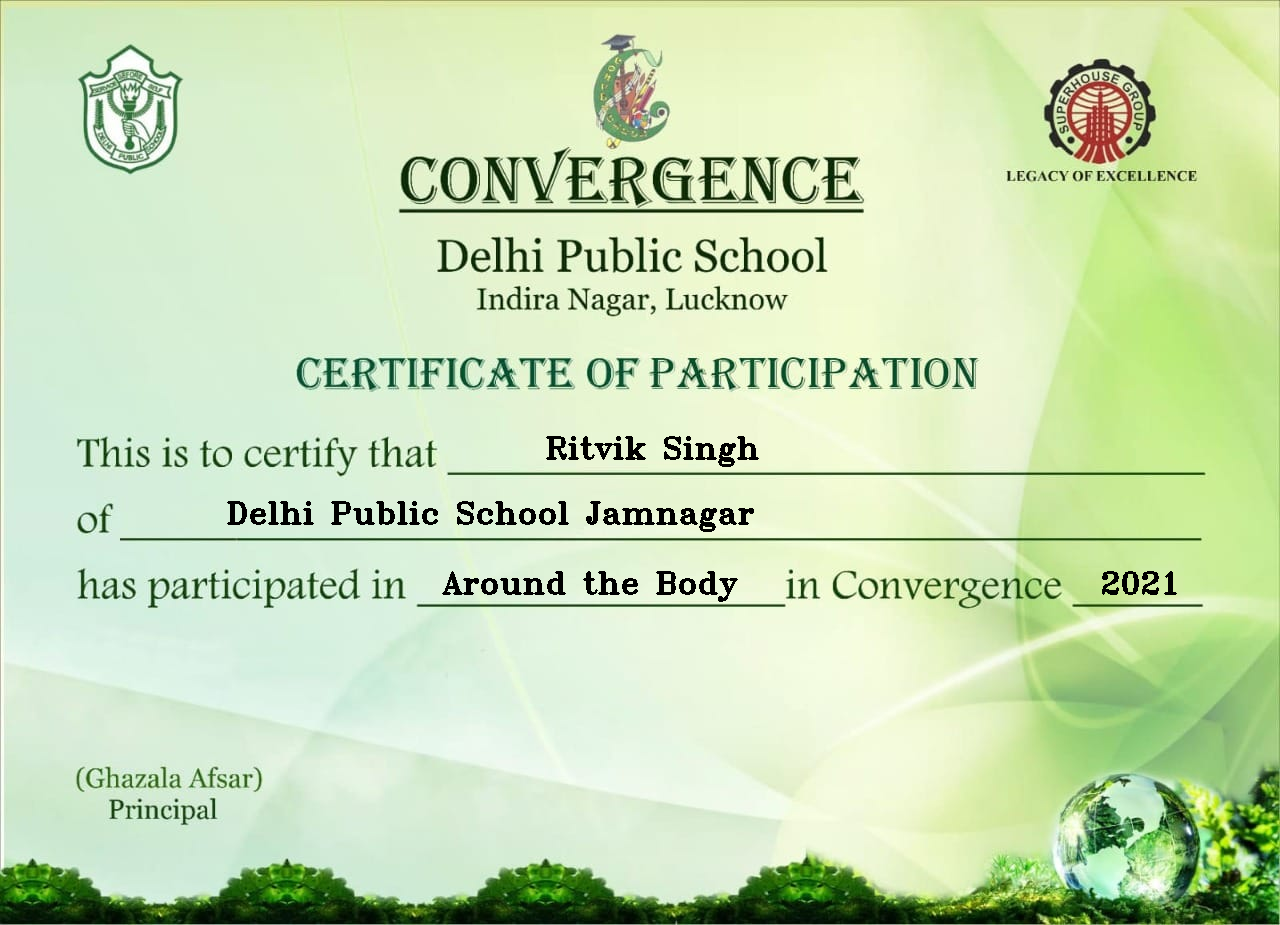 SERVICE BEFORE SELF
DELHI PUBLIC SCHOOL
SUPERHOUSE GROUP
LEGACY OF EXCELLENCE
CONVERGENCE
Delhi Public School
Indira Nagar, Lucknow
CERTIFICATE OF PARTICIPATION
This is to certify that Ritvik Singh
of Delhi Public School Jamnagar
has participated in Around the Body in Convergence 2021
(Ghazala Afsar)
Principal